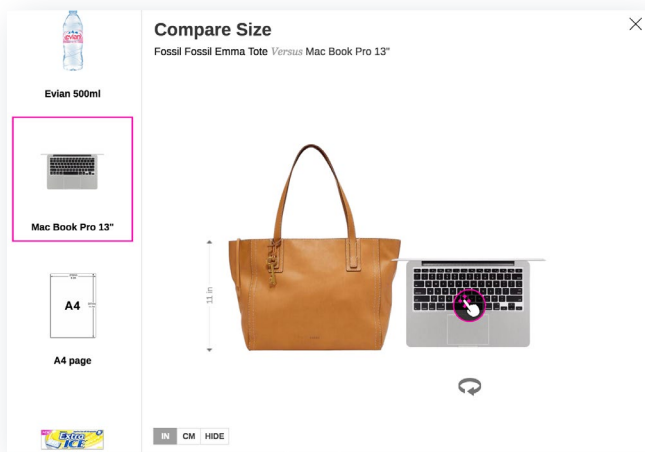 Compare Size
Fossil Fossil Emma Tote Versus Mac Book Pro 13"
evian
Evian 500ml
Mac Book Pro 13"
A4
A4 page
Extra
ICE
11 in
IN CM HIDE